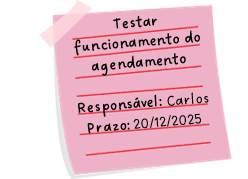 Testar
funcionamento do
agendamento
Responsável: Carlos
Prazo: 20/12/2025